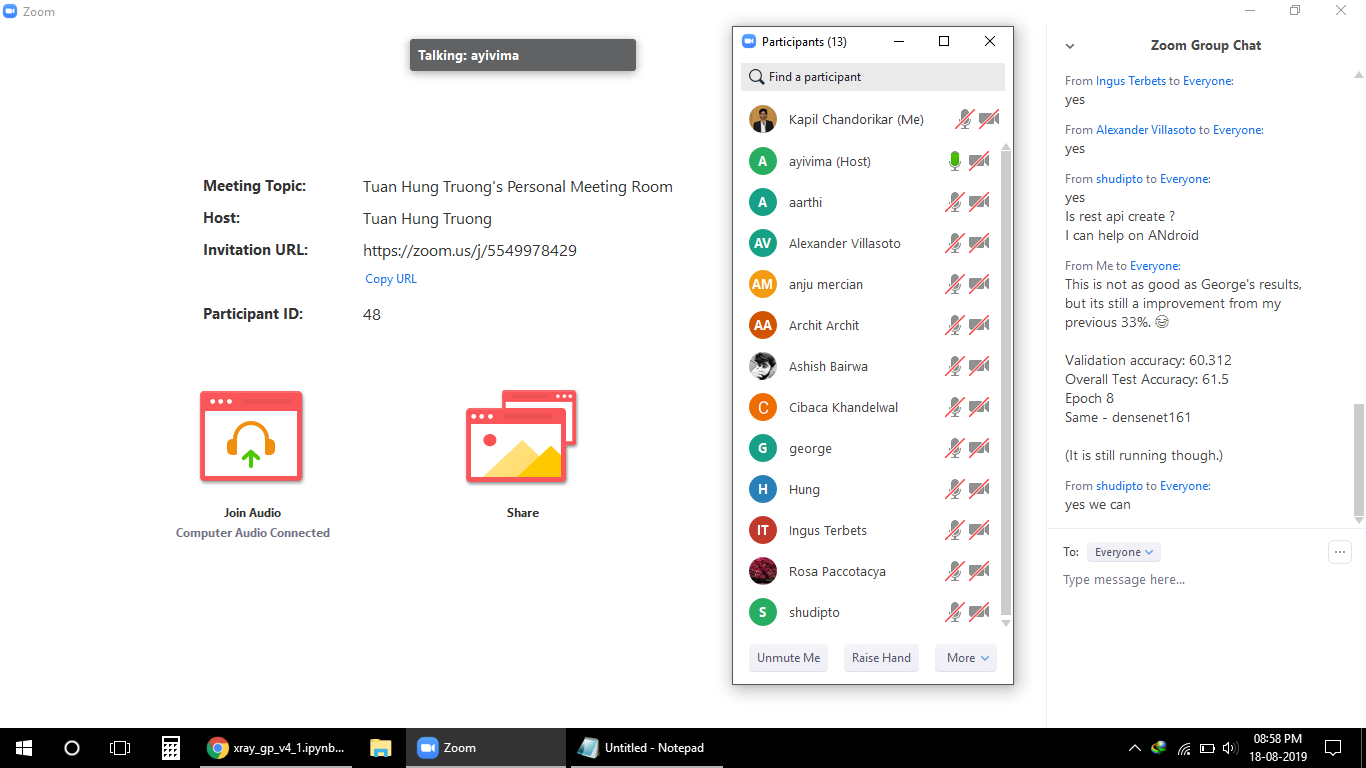 Zoom
Talking: ayivima
Meeting Topic: Tuan Hung Truong's Personal Meeting Room
Host: Tuan Hung Truong
Invitation URL: https://zoom.us/j/5549978429
Copy URL
Participant ID: 48
Join Audio
Computer Audio Connected
Share
Participants (13)
Find a participant
Kapil Chandorikar (Me)
A ayivima (Host)
A aarthi
AV Alexander Villasoto
AM anju mercian
AA Archit Archit
Ashish Bairwa
C Cibaca Khandelwal
G george
H Hung
IT Ingus Terbets
Rosa Paccotacya
S shudipto
Unmute Me Raise Hand More
Zoom Group Chat
From Ingus Terbets to Everyone:
yes
From Alexander Villasoto to Everyone:
yes
From shudipto to Everyone:
yes
Is rest api create ?
I can help on ANdroid
From Me to Everyone:
This is not as good as George's results,
but its still a improvement from my
previous 33%. 😅
Validation accuracy: 60.312
Overall Test Accuracy: 61.5
Epoch 8
Same - densenet161
(It is still running though.)
From shudipto to Everyone:
yes we can
To: Everyone
Type message here...
xray_gp_v4_1.ipynb... Zoom Untitled - Notepad
08:58 PM
18-08-2019